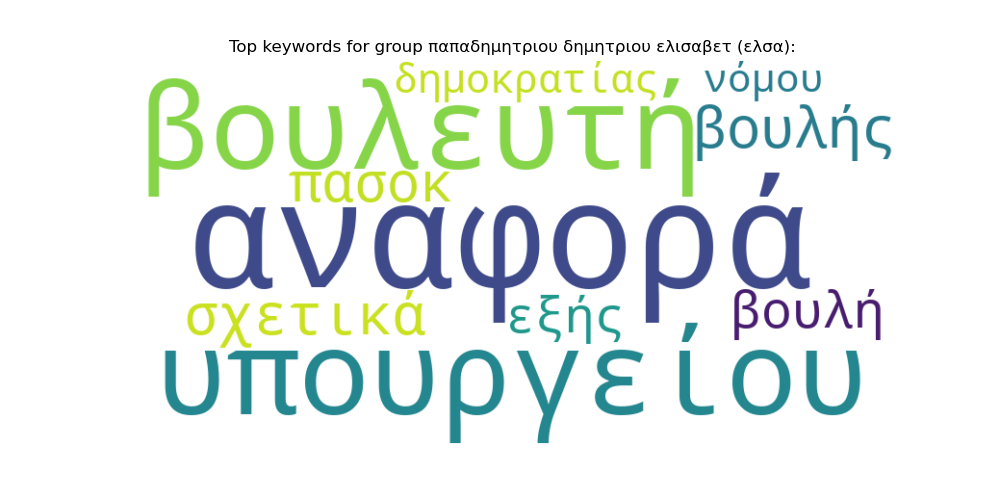 Top keywords for group παπαδημητριου δημητριου ελισαβετ (ελσα):
δημοκρατίας νόμου
βουλευτή βουλής
πασοκ
αναφορά
σχετικά εξής βουλή
υπουργείου